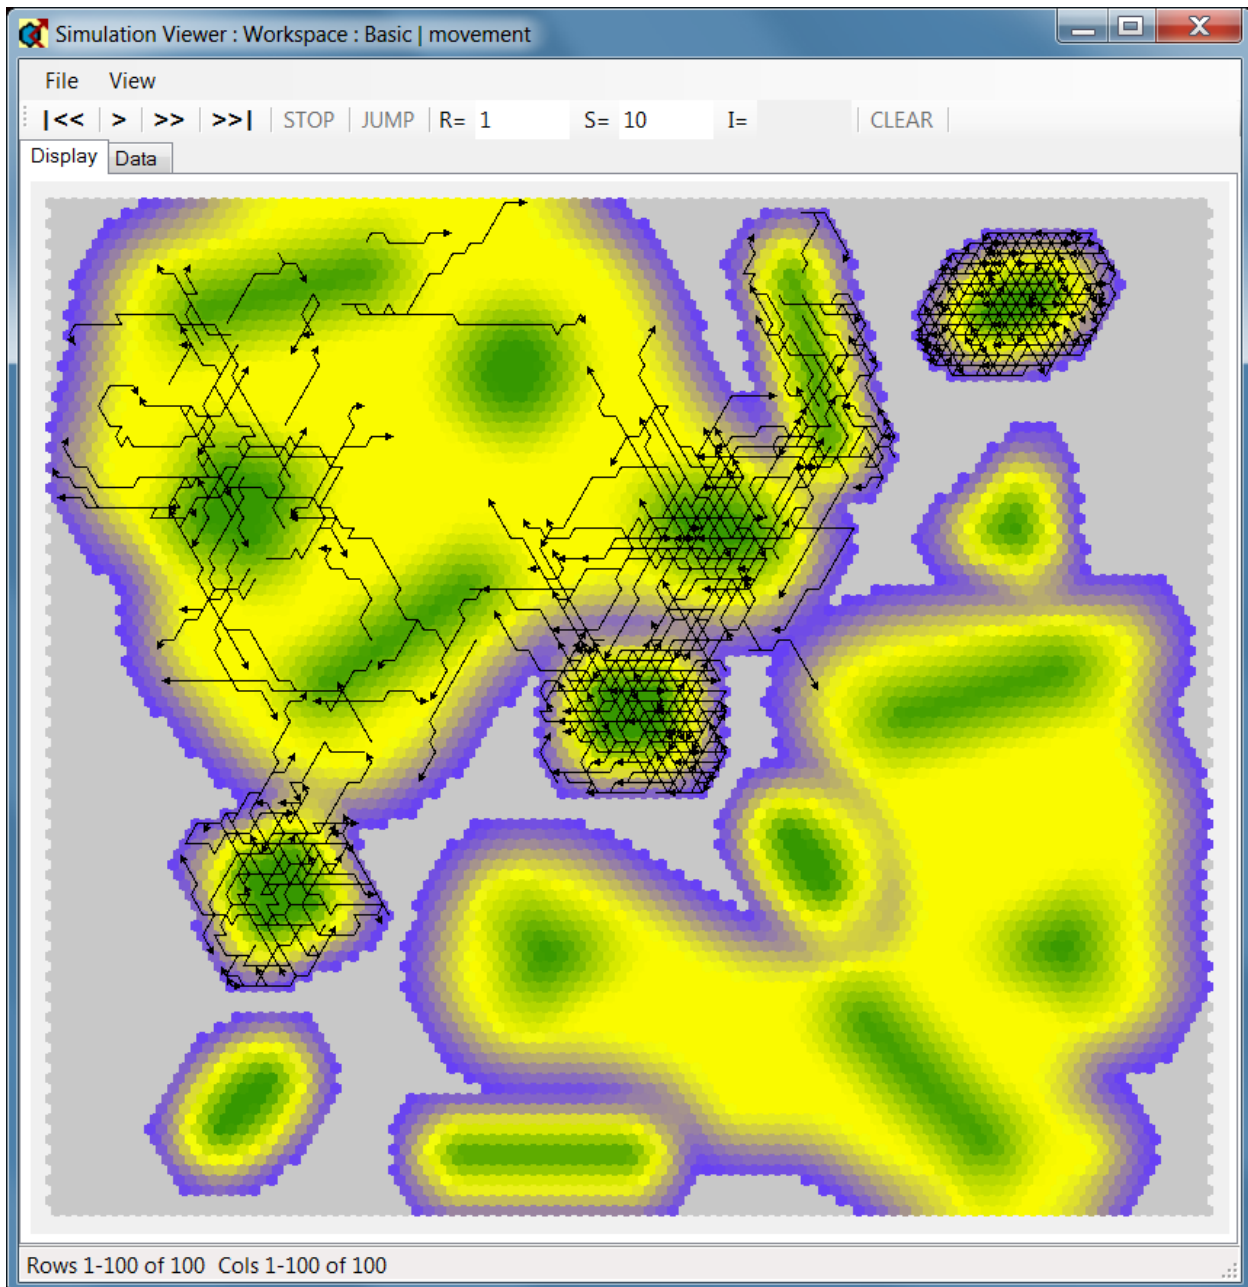 Simulation Viewer : Workspace : Basic | movement
File View
|<< > >> >>| STOP JUMP R= 1 S= 10 I= CLEAR
Display Data
Rows 1-100 of 100 Cols 1-100 of 100